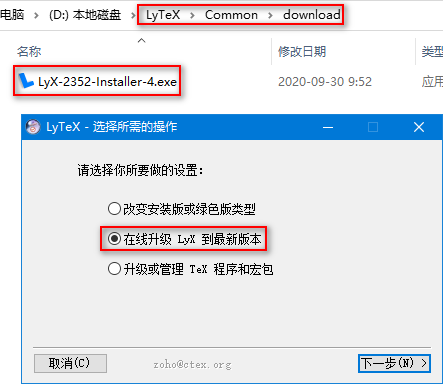 电脑 › (D:) 本地磁盘 › LyTeX › Common › download
名称 修改日期 类型
LyX-2352-Installer-4.exe 2020-09-30 9:52 应用
LyTeX - 选择所需的操作
请选择你所要做的设置:
改变安装版或绿色版类型
在线升级 LyX 到最新版本
升级或管理 TeX 程序和宏包
取消(C) zoho@ctex.org 下一步(N) >